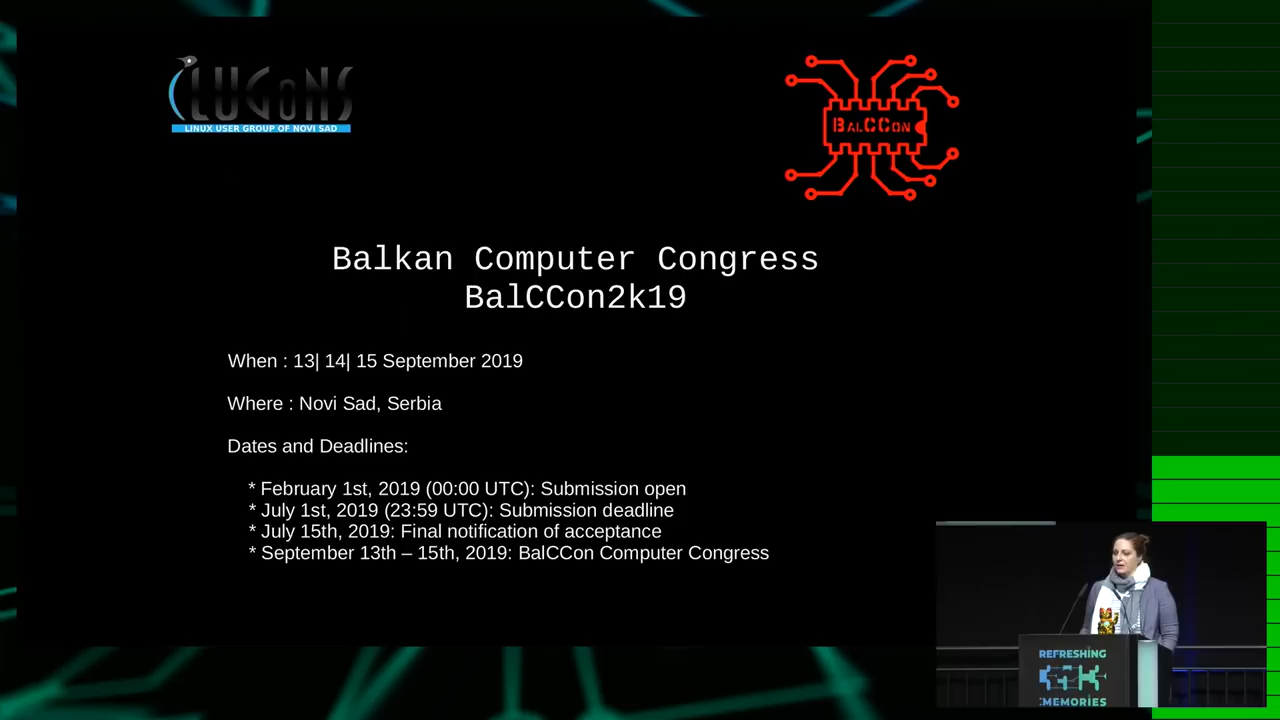 LUGoNS
LINUX USER GROUP OF NOVI SAD
BALCCON
Balkan Computer Congress
BalCCon2k19
When : 13| 14| 15 September 2019
Where : Novi Sad, Serbia
Dates and Deadlines:
* February 1st, 2019 (00:00 UTC): Submission open
* July 1st, 2019 (23:59 UTC): Submission deadline
* July 15th, 2019: Final notification of acceptance
* September 13th – 15th, 2019: BalCCon Computer Congress
REFRESHING
:MEMORIES